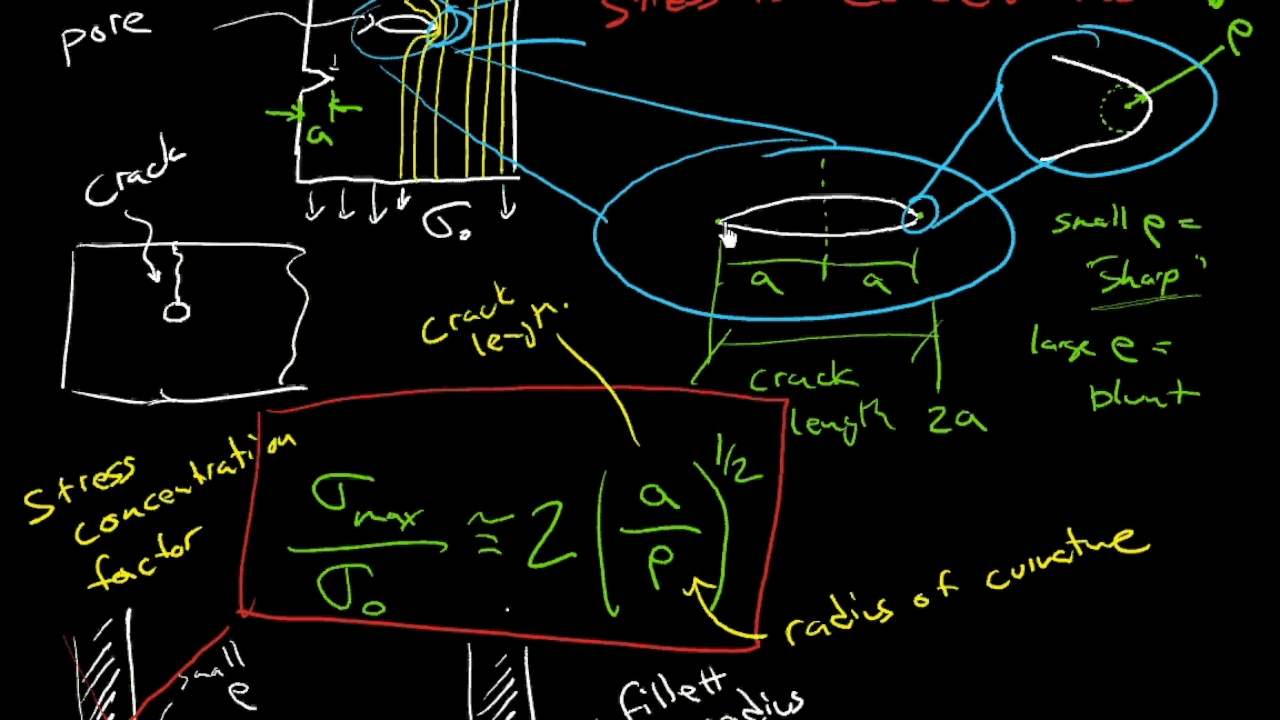 pore
ρ
a
crack
σ₀
small ρ =
"sharp"
a a
crack
length.
large ρ =
blunt
crack
length 2a
stress
concentration
factor
σmax / σ₀ ≅ 2 (a / ρ)^1/2
radius of curvature
small
ρ
fillett
radius